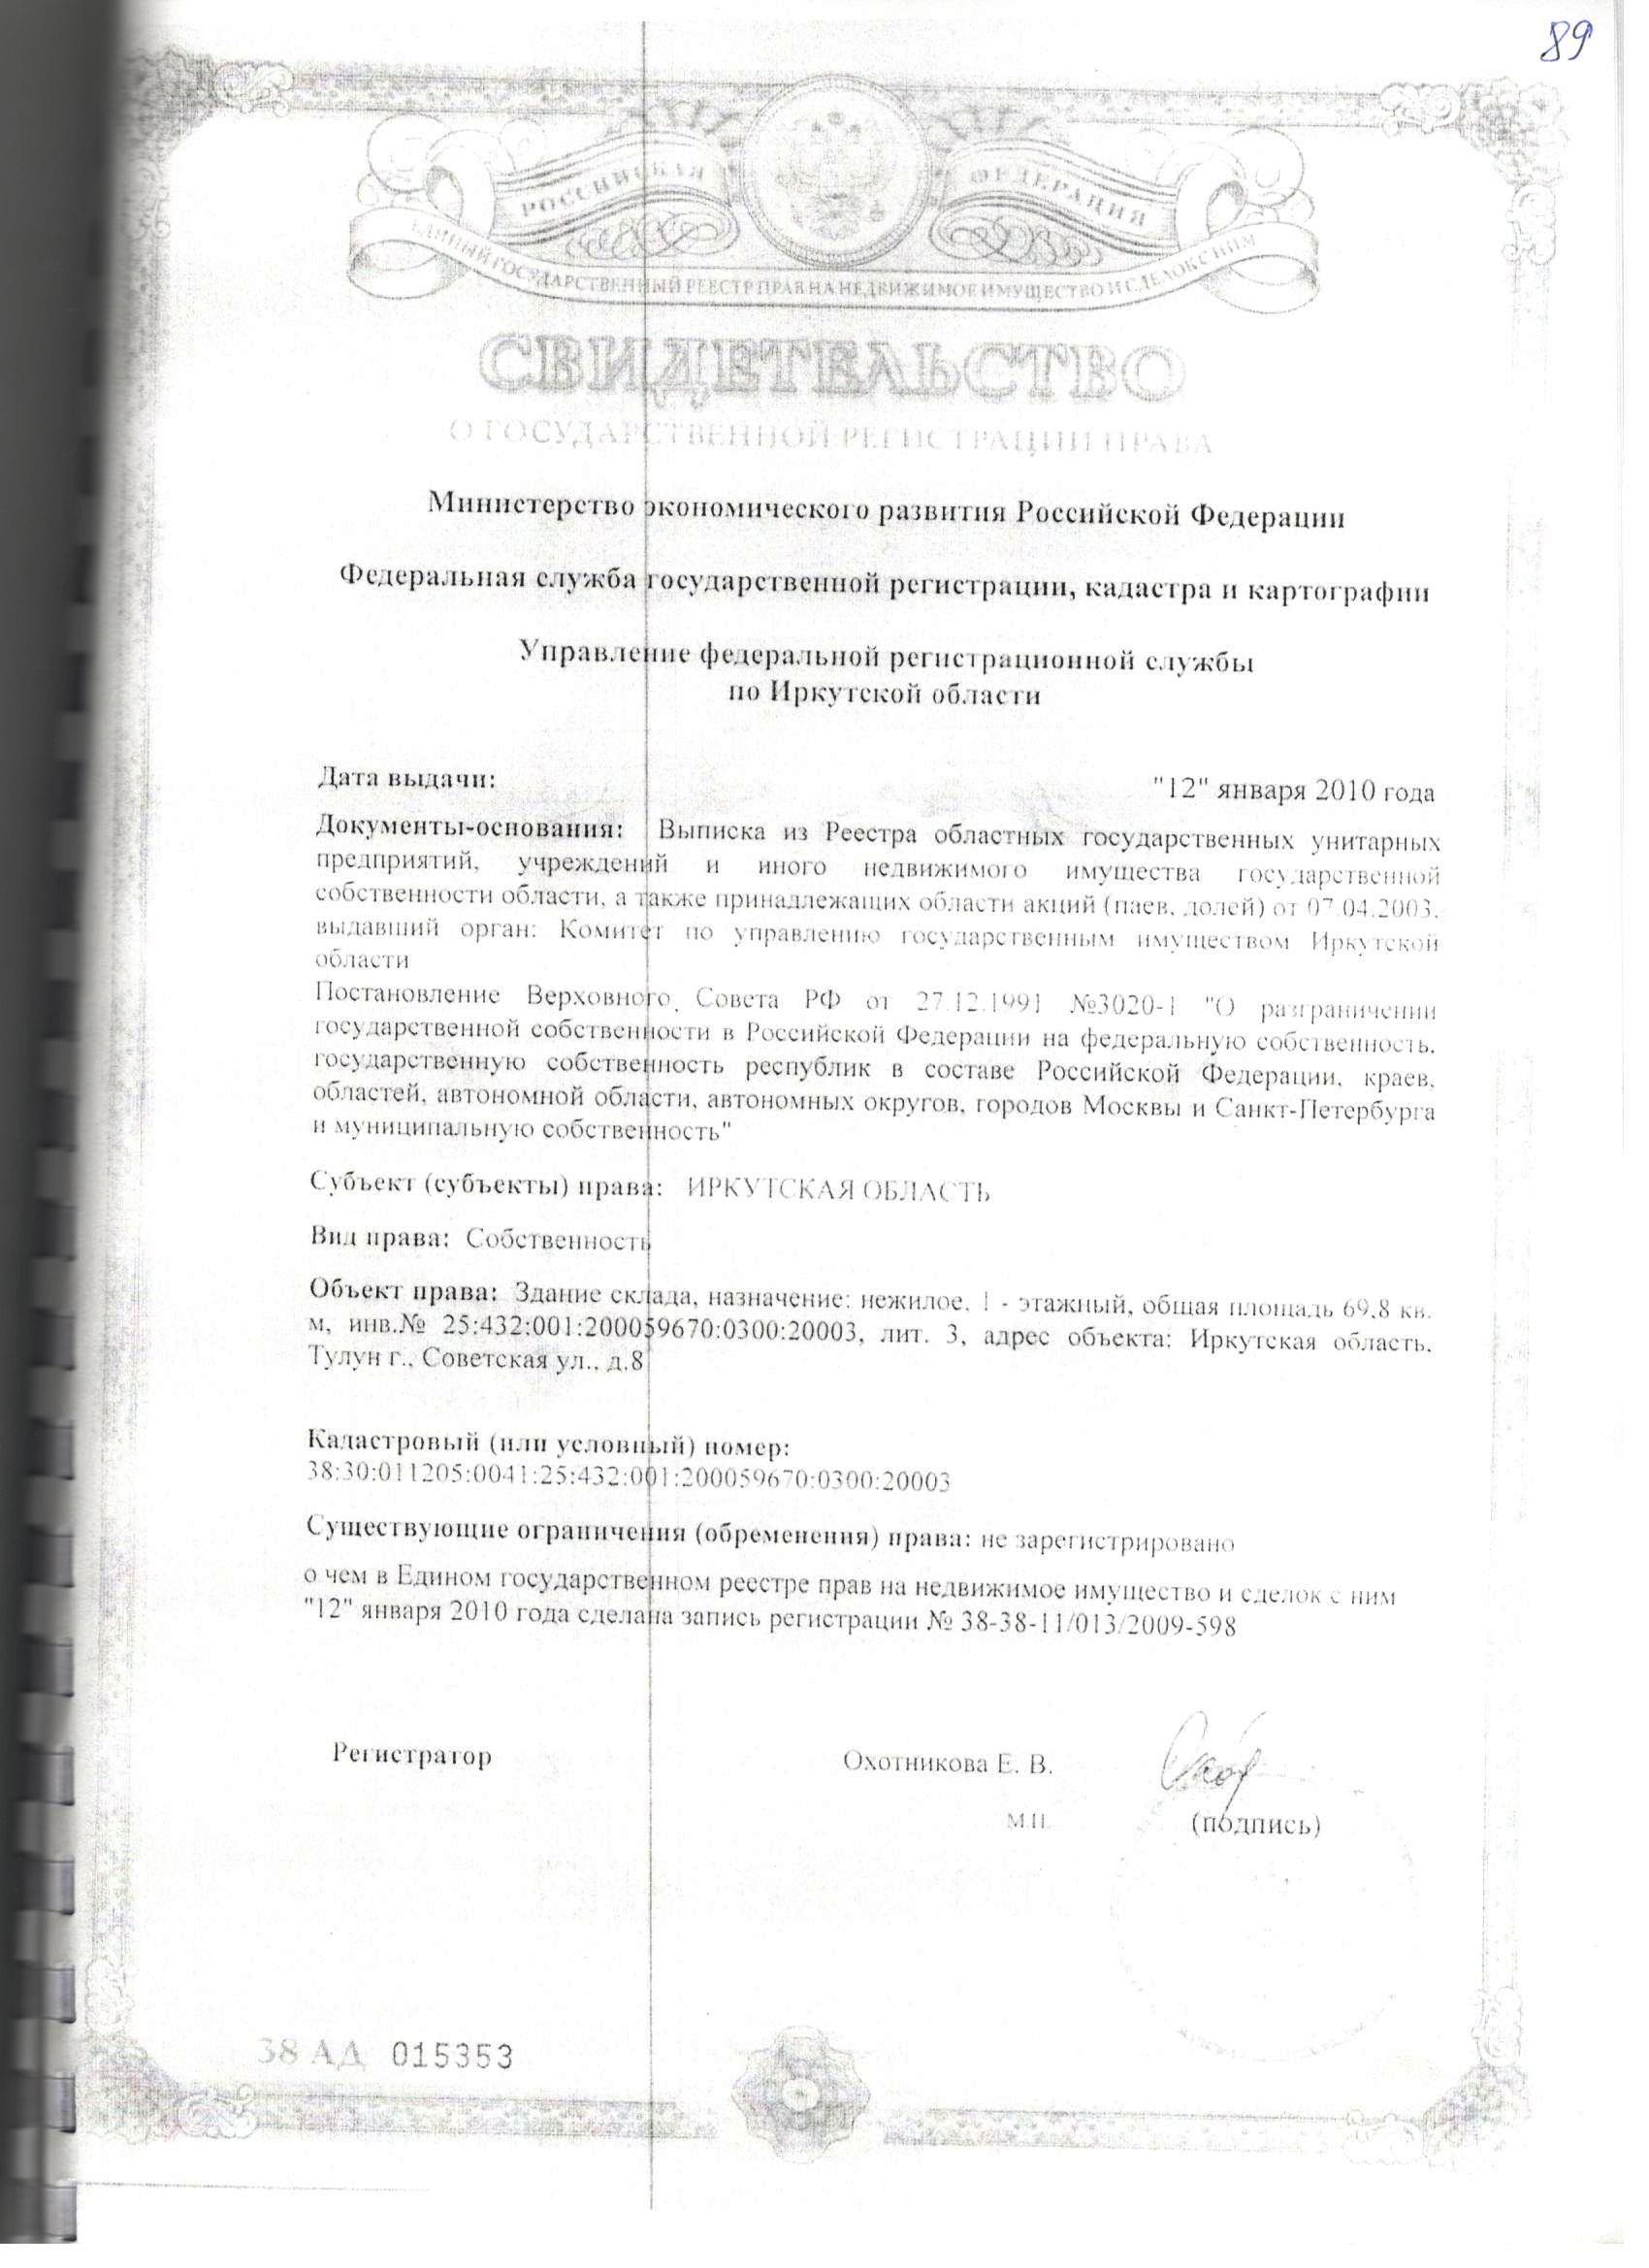 89
РОССИЙСКАЯ ФЕДЕРАЦИЯ
ЕДИНЫЙ ГОСУДАРСТВЕННЫЙ РЕЕСТР ПРАВ НА НЕДВИЖИМОЕ ИМУЩЕСТВО И СДЕЛОК С НИМ
СВИДЕТЕЛЬСТВО
О ГОСУДАРСТВЕННОЙ РЕГИСТРАЦИИ ПРАВА
Министерство экономического развития Российской Федерации
Федеральная служба государственной регистрации, кадастра и картографии
Управление федеральной регистрационной службы
по Иркутской области
Дата выдачи: "12" января 2010 года
Документы-основания: Выписка из Реестра областных государственных унитарных
предприятий, учреждений и иного недвижимого имущества государственной
собственности области, а также принадлежащих области акций (паев, долей) от 07.04.2003,
выдавший орган: Комитет по управлению государственным имуществом Иркутской
области
Постановление Верховного Совета РФ от 27.12.1991 №3020-1 "О разграничении
государственной собственности в Российской Федерации на федеральную собственность,
государственную собственность республик в составе Российской Федерации, краев,
областей, автономной области, автономных округов, городов Москвы и Санкт-Петербурга
и муниципальную собственность"
Субъект (субъекты) права: ИРКУТСКАЯ ОБЛАСТЬ
Вид права: Собственность
Объект права: Здание склада, назначение: нежилое, 1 - этажный, общая площадь 69,8 кв.
м, инв.№ 25:432:001:200059670:0300:20003, лит. 3, адрес объекта: Иркутская область,
Тулун г., Советская ул., д.8
Кадастровый (или условный) номер:
38:30:011205:0041:25:432:001:200059670:0300:20003
Существующие ограничения (обременения) права: не зарегистрировано
о чем в Едином государственном реестре прав на недвижимое имущество и сделок с ним
"12" января 2010 года сделана запись регистрации № 38-38-11/013/2009-598
Регистратор Охотникова Е. В.
М.П. (подпись)
38 АД 015353